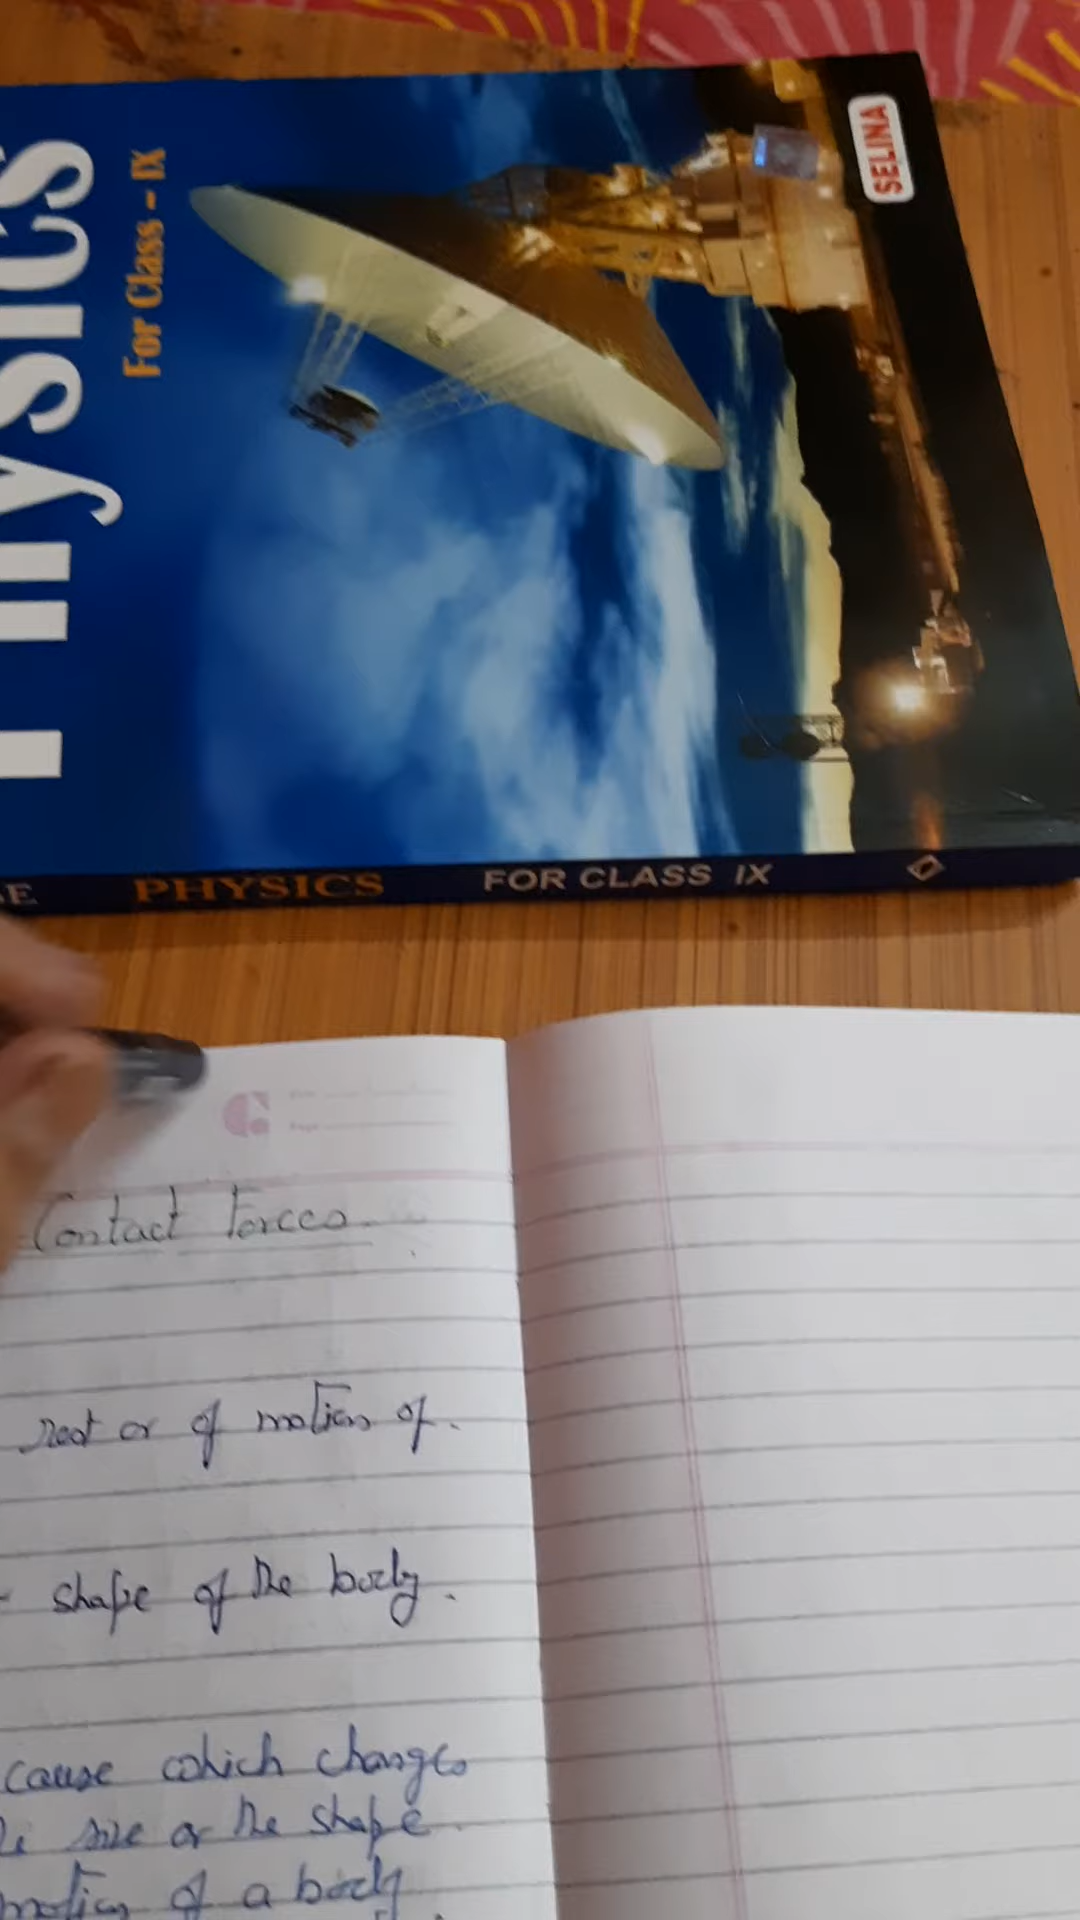 Physics
For Class – IX
SELINA
PHYSICS FOR CLASS IX
Contact Forces.
rest or of motion of.
shape of the body.
cause which changes
size or the shape
motion of a body